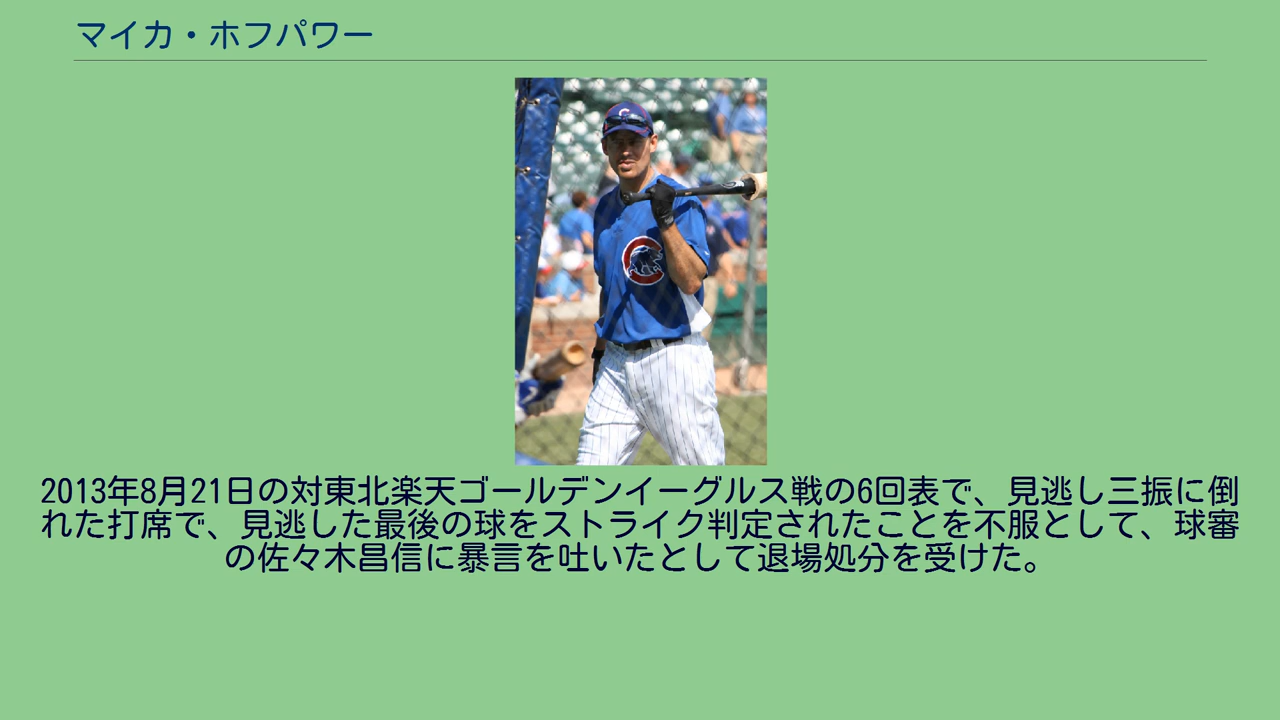 マイカ・ホフパワー
2013年8月21日の対東北楽天ゴールデンイーグルス戦の6回表で、見逃し三振に倒
れた打席で、見逃した最後の球をストライク判定されたことを不服として、球審
の佐々木昌信に暴言を吐いたとして退場処分を受けた。